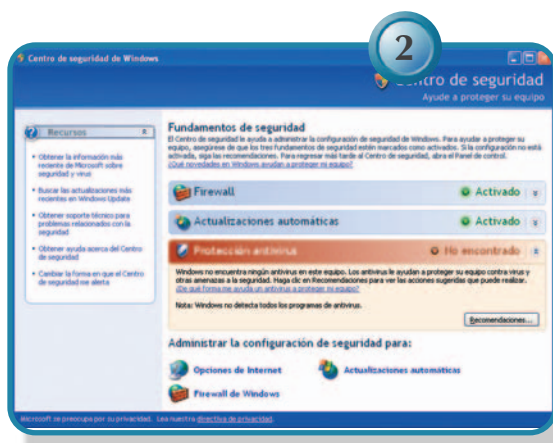 2
Centro de seguridad de Windows
tro de seguridad
Ayude a proteger su equipo
Recursos
• Obtener la información más
reciente de Microsoft sobre
seguridad y virus
• Buscar las actualizaciones más
recientes en Windows Update
• Obtener soporte técnico para
problemas relacionados con la
seguridad
• Obtener ayuda acerca del Centro
de seguridad
• Cambiar la forma en que el Centro
de seguridad me alerta
Fundamentos de seguridad
El Centro de seguridad le ayuda a administrar la configuración de seguridad de Windows. Para ayudar a proteger su
equipo, asegúrese de que los tres fundamentos de seguridad estén marcados como activados. Si la configuración no está
activada, siga las recomendaciones. Para regresar más tarde al Centro de seguridad, abra el Panel de control.
¿Qué novedades en Windows ayudan a proteger mi equipo?
Firewall Activado
Actualizaciones automáticas Activado
Protección antivirus No encontrado
Windows no encuentra ningún antivirus en este equipo. Los antivirus le ayudan a proteger su equipo contra virus y
otras amenazas a la seguridad. Haga clic en Recomendaciones para ver las acciones sugeridas que puede realizar.
¿De qué forma me ayuda un antivirus a proteger mi equipo?
Nota: Windows no detecta todos los programas de antivirus.
Recomendaciones...
Administrar la configuración de seguridad para:
Opciones de Internet Actualizaciones automáticas
Firewall de Windows
Microsoft se preocupa por su privacidad. Lea nuestra directiva de privacidad.